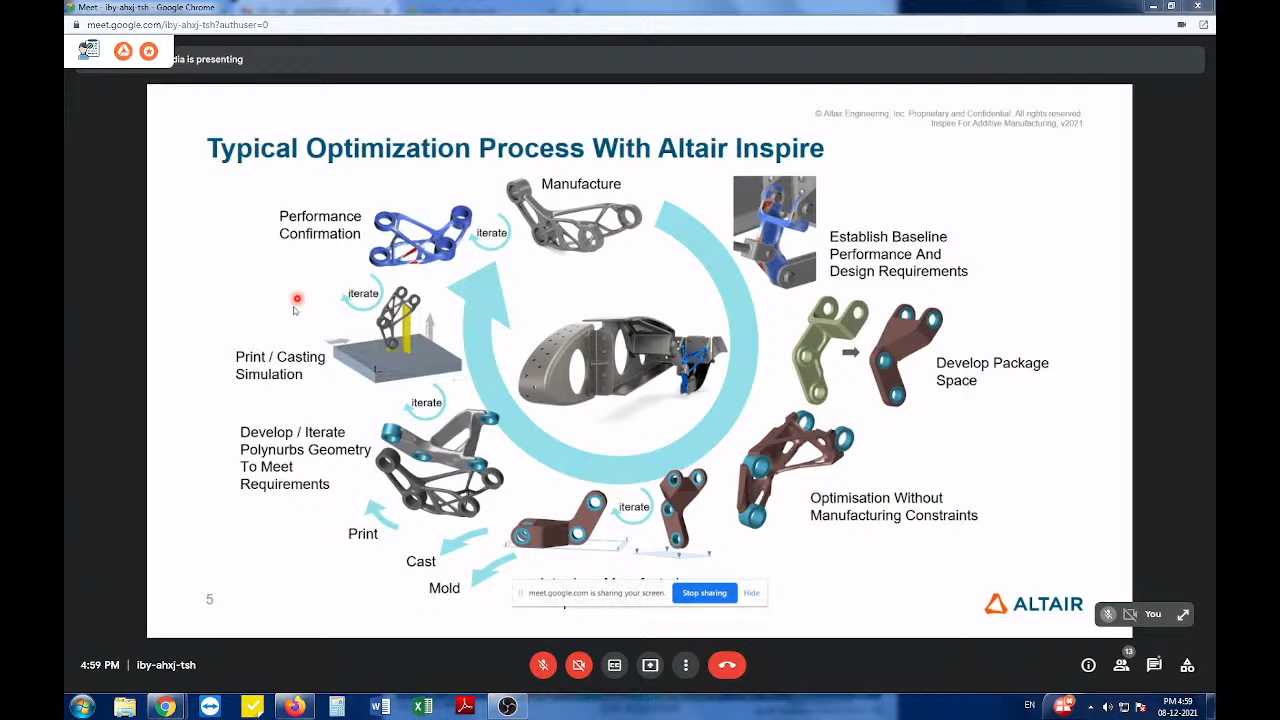 Meet - iby-ahxj-tsh - Google Chrome
meet.google.com/iby-ahxj-tsh?authuser=0
dia is presenting
© Altair Engineering, Inc. Proprietary and Confidential. All rights reserved
Inspire For Additive Manufacturing, v2021
Typical Optimization Process With Altair Inspire
Manufacture
Performance
Confirmation
iterate
Establish Baseline
Performance And
Design Requirements
iterate
Print / Casting
Simulation
Develop Package
Space
iterate
Develop / Iterate
Polynurbs Geometry
To Meet
Requirements
Optimisation Without
Manufacturing Constraints
iterate
Print
Cast
Mold
meet.google.com is sharing your screen.
Stop sharing
Hide
5
ALTAIR
You
4:59 PM | iby-ahxj-tsh
13
EN
PM 4:59
08-12-2021